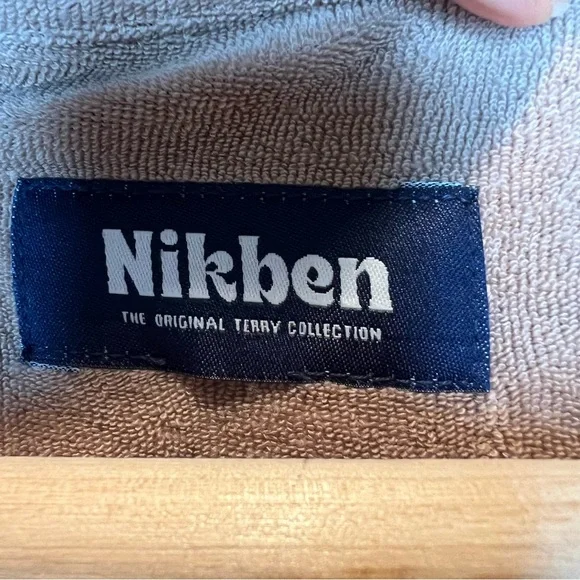 Nikben
THE ORIGINAL TERRY COLLECTION